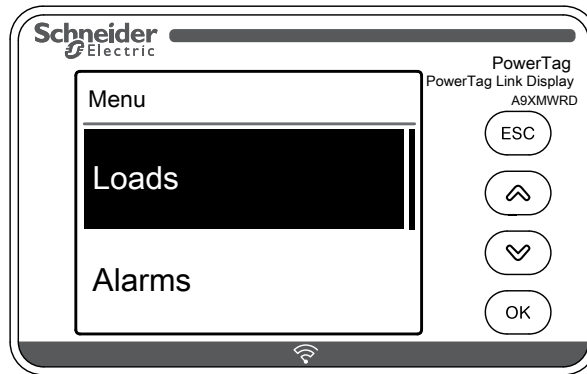 Schneider
Electric
PowerTag
PowerTag Link Display
A9XMWRD
Menu
Loads
Alarms
ESC
OK